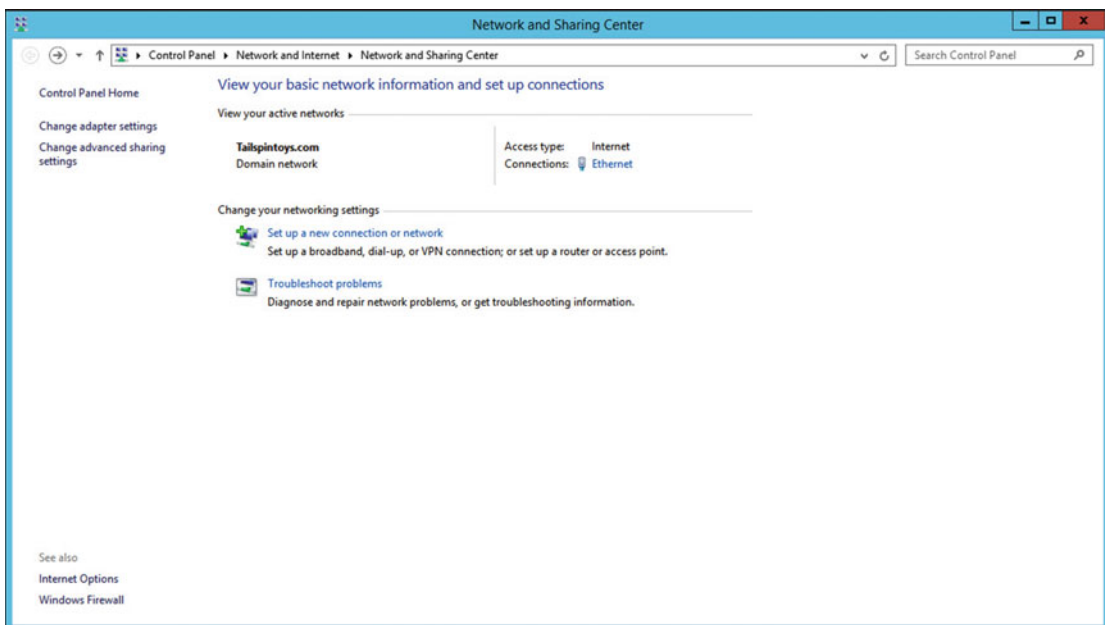 Network and Sharing Center
Control Panel Network and Internet Network and Sharing Center
Search Control Panel
Control Panel Home
Change adapter settings
Change advanced sharing
settings
View your basic network information and set up connections
View your active networks
Tailspintoys.com
Domain network
Access type: Internet
Connections: Ethernet
Change your networking settings
Set up a new connection or network
Set up a broadband, dial-up, or VPN connection; or set up a router or access point.
Troubleshoot problems
Diagnose and repair network problems, or get troubleshooting information.
See also
Internet Options
Windows Firewall